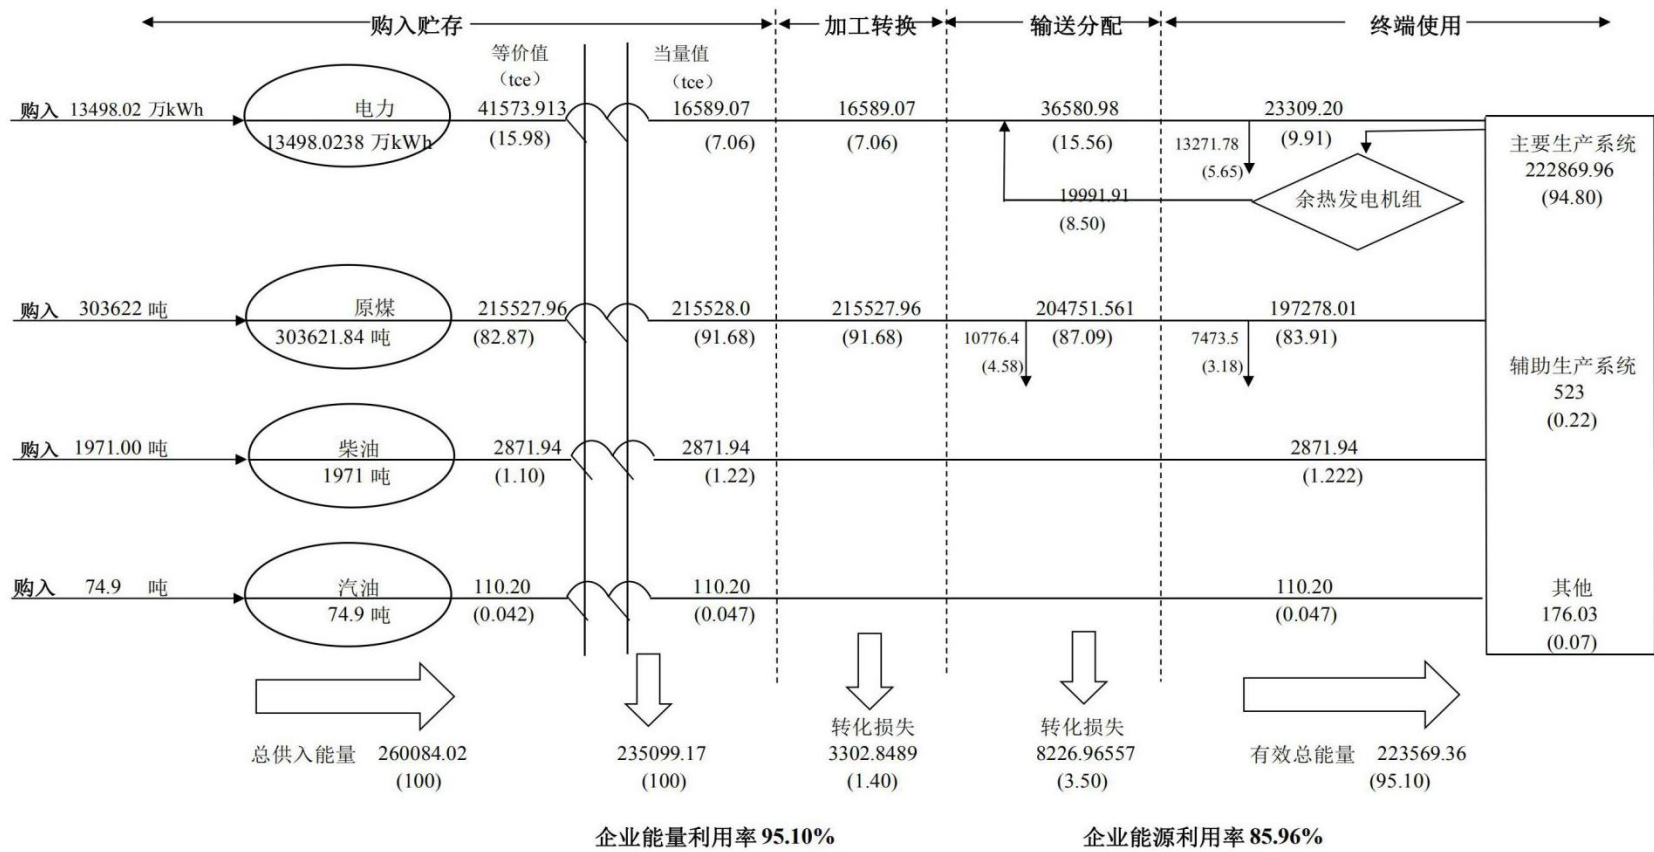 购入贮存 加工转换 输送分配 终端使用
等价值 当量值
（tce） （tce）
购入 13498.02 万kWh 电力 41573.913 16589.07 16589.07 36580.98 23309.20
13498.0238 万kWh (15.98) (7.06) (7.06) (15.56) 13271.78 (9.91) 主要生产系统
(5.65) 222869.96
19991.91 余热发电机组 (94.80)
(8.50)
购入 303622 吨 原煤 215527.96 215528.0 215527.96 204751.561 197278.01
303621.84 吨 (82.87) (91.68) (91.68) 10776.4 (87.09) 7473.5 (83.91)
(4.58) (3.18) 辅助生产系统
523
(0.22)
购入 1971.00 吨 柴油 2871.94 2871.94 2871.94
1971 吨 (1.10) (1.22) (1.222)
购入 74.9 吨 汽油 110.20 110.20 110.20 其他
74.9 吨 (0.042) (0.047) (0.047) 176.03
(0.07)
转化损失 转化损失
总供入能量 260084.02 235099.17 3302.8489 8226.96557 有效总能量 223569.36
(100) (100) (1.40) (3.50) (95.10)
企业能量利用率 95.10% 企业能源利用率 85.96%